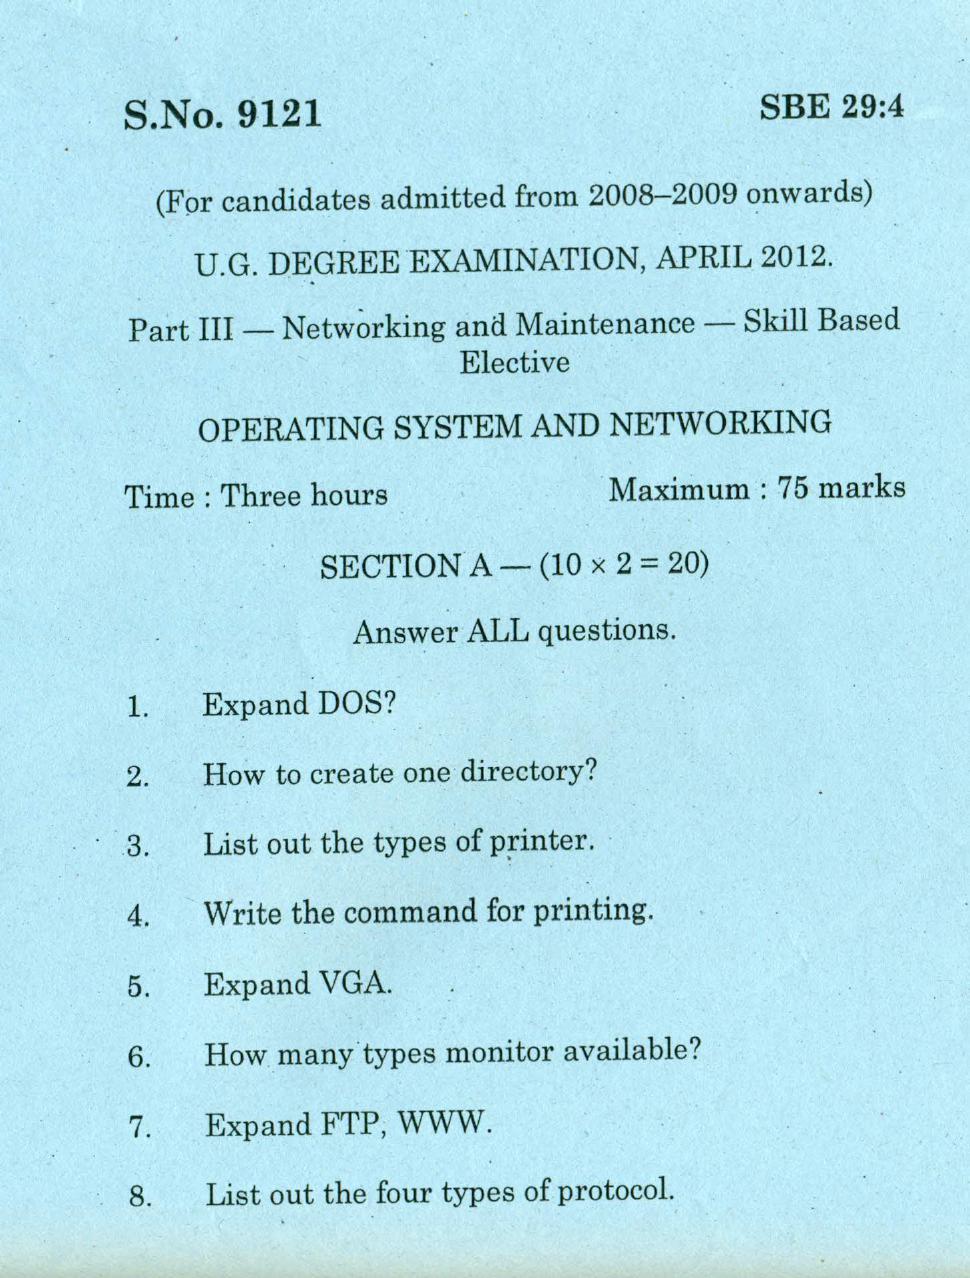 S.No. 9121 SBE 29:4
(For candidates admitted from 2008–2009 onwards)
U.G. DEGREE EXAMINATION, APRIL 2012.
Part III — Networking and Maintenance — Skill Based
Elective
OPERATING SYSTEM AND NETWORKING
Time : Three hours Maximum : 75 marks
SECTION A — (10 × 2 = 20)
Answer ALL questions.
1. Expand DOS?
2. How to create one directory?
3. List out the types of printer.
4. Write the command for printing.
5. Expand VGA.
6. How many types monitor available?
7. Expand FTP, WWW.
8. List out the four types of protocol.